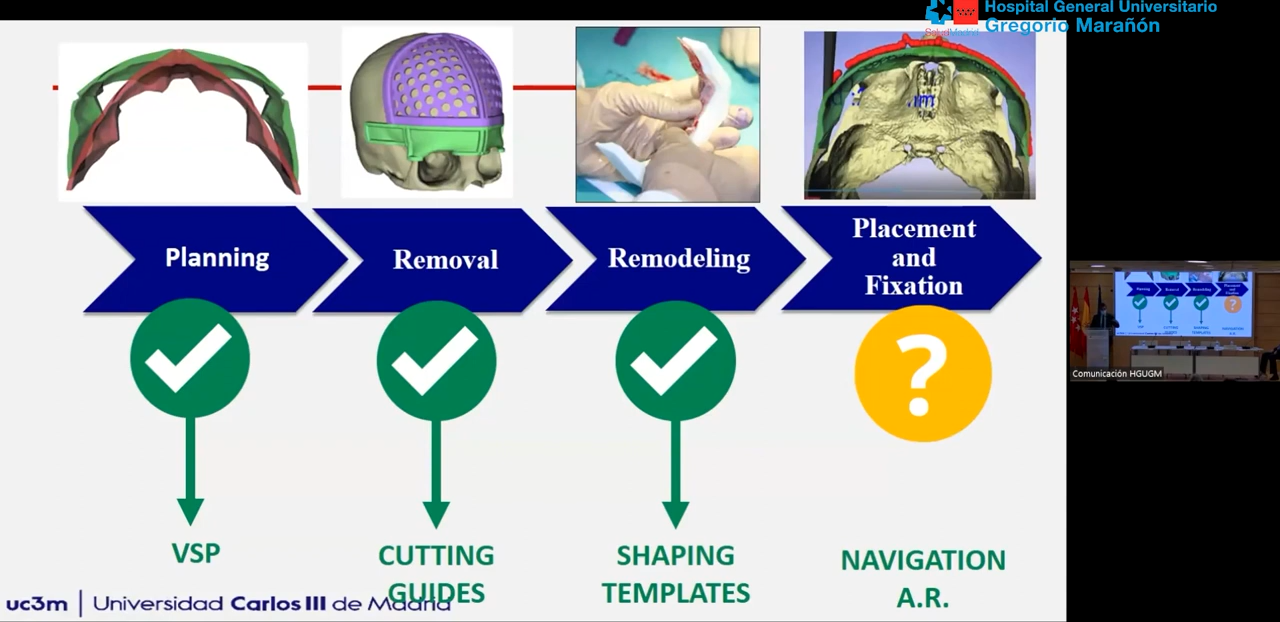 Hospital General Universitario
Gregorio Marañón
SaludMadrid
Planning
Removal
Remodeling
Placement
and
Fixation
?
VSP
CUTTING
GUIDES
SHAPING
TEMPLATES
NAVIGATION
A.R.
uc3m | Universidad Carlos III de Madrid
Comunicación HGUGM